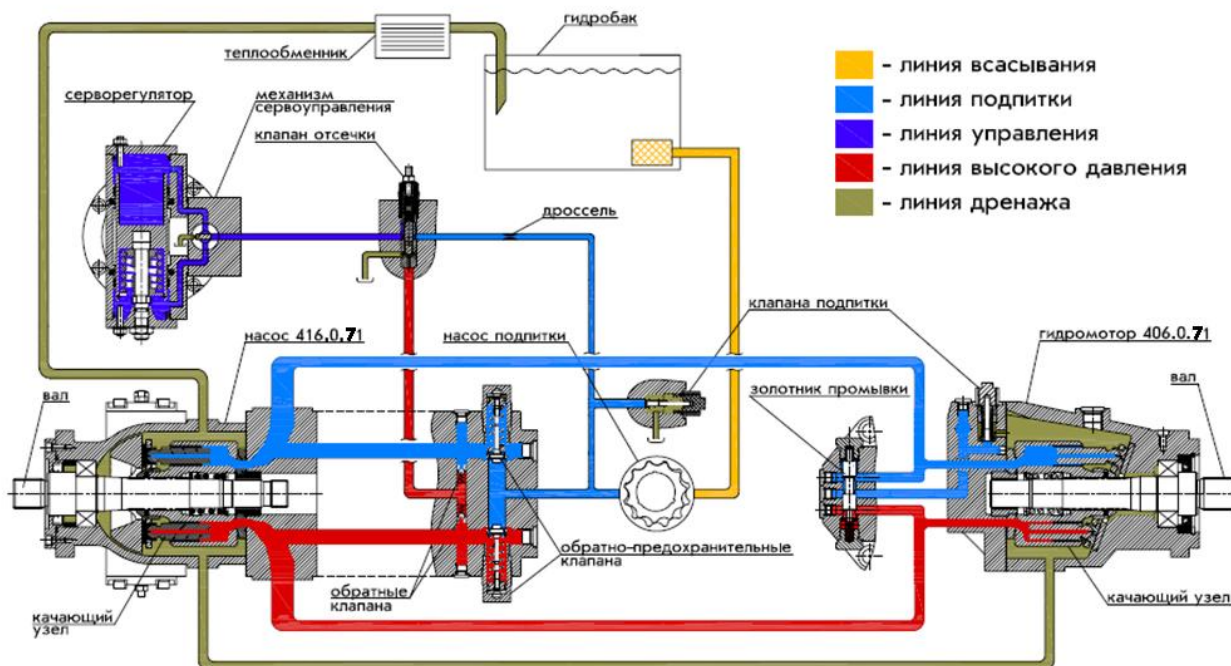 гидробак
теплообменник
серворегулятор
механизм
сервоуправления
клапан отсечки
дроссель
- линия всасывания
- линия подпитки
- линия управления
- линия высокого давления
- линия дренажа
клапана подпитки
насос 416.0.71
насос подпитки
гидромотор 406.0.71
вал
золотник промывки
вал
обратно-предохранительные
клапана
обратные
клапана
качающий
узел
качающий узел